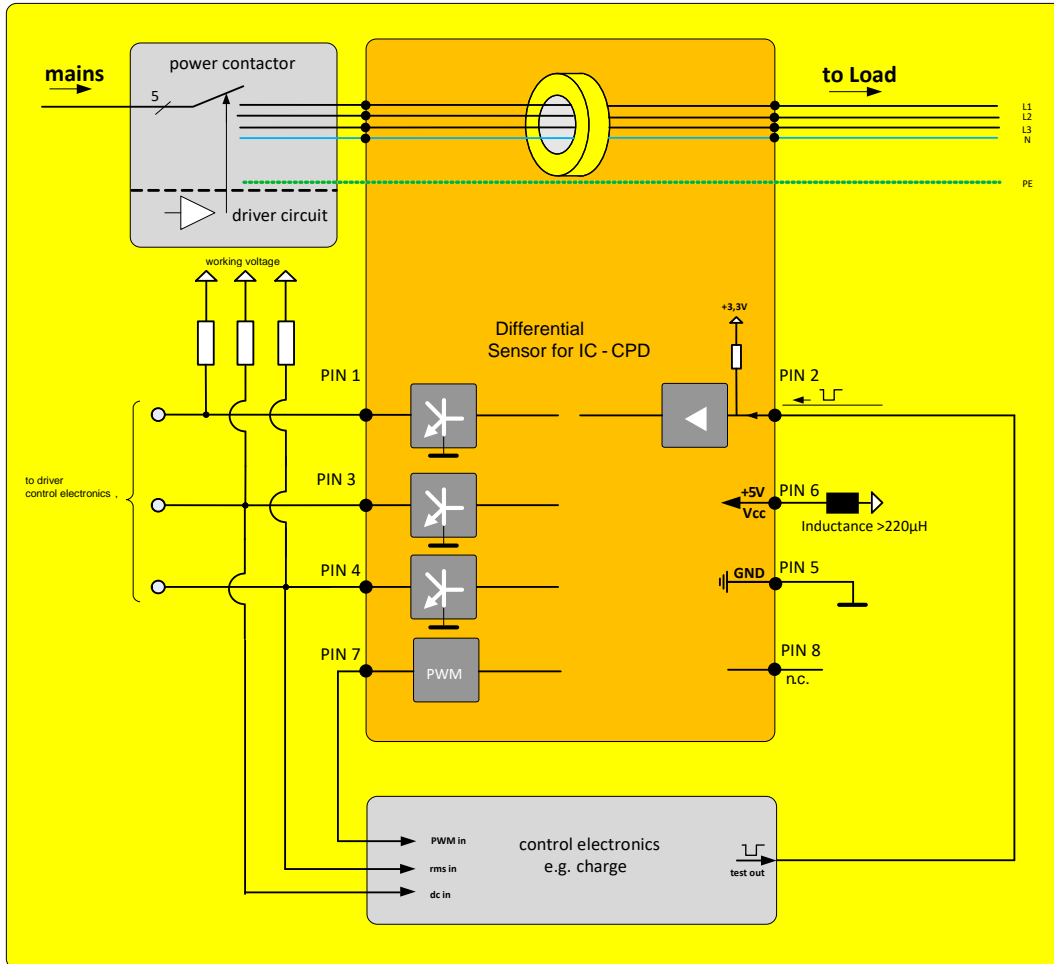 mains
power contactor
5
driver circuit
to Load
L1
L2
L3
N
PE
working voltage
+3,3V
Differential
Sensor for IC - CPD
PIN 1
PIN 2
to driver
control electronics ,
PIN 3
+5V
Vcc
PIN 6
Inductance >220µH
PIN 4
GND
PIN 5
PIN 7
PWM
PIN 8
n.c.
PWM in
rms in
dc in
control electronics
e.g. charge
test out